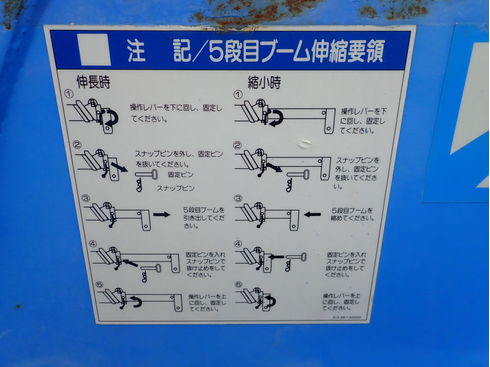 注 記/5段目ブーム伸縮要領
伸長時
縮小時
①
操作レバーを下
に回し、固定し
てください。
②
スナップピンを外し、固定ピン
を抜いてください。
固定ピン
スナップピン
③
5段目ブームを
引き出してくだ
さい。
④
固定ピンを入れ
スナップピンで
抜け止めをして
ください。
⑤
操作レバーを上
に回し、固定し
てください。
①
操作レバーを下
に回し、固定し
てください。
②
スナップピンを
外し、固定ピン
を抜いてくださ
い。
③
5段目ブームを
縮めてください。
④
固定ピンを入れ
スナップピンで
抜け止めをして
ください。
⑤
操作レバーを上
に回し、固定し
てください。